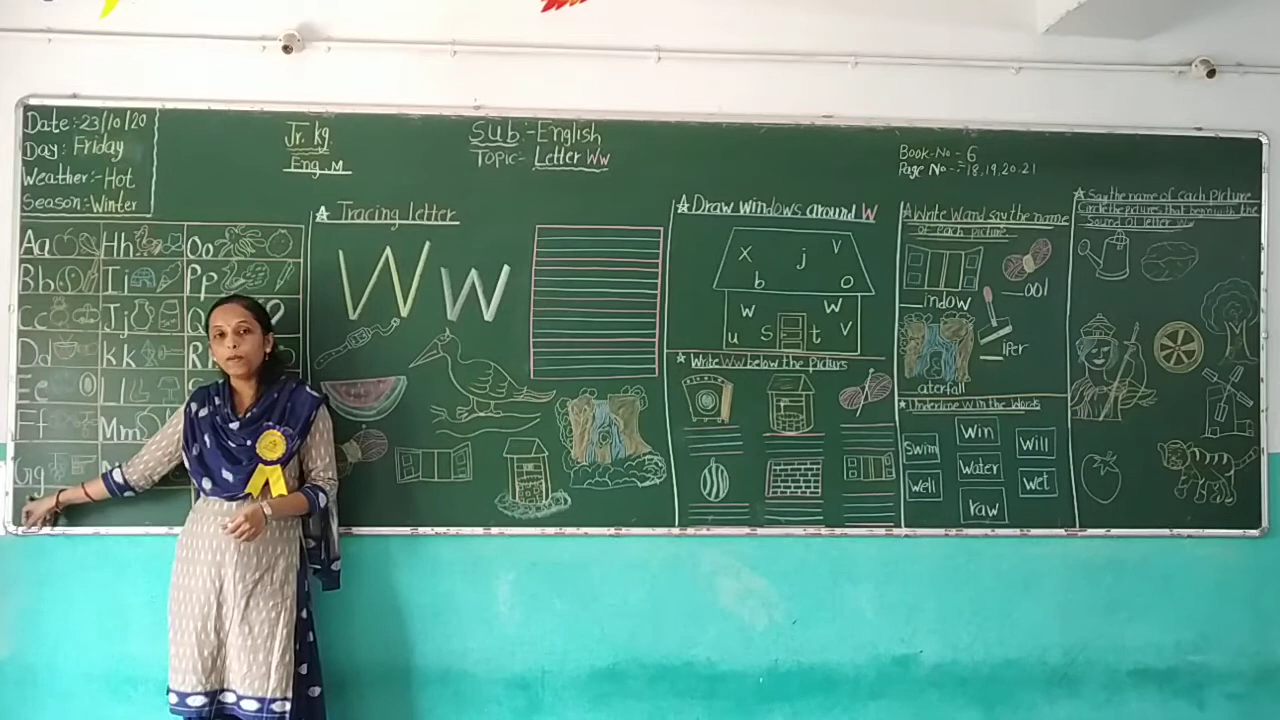 Date:-23/10/20
Day: Friday
Weather:-Hot
Season:-Winter
Jr. kg.
Eng. M
Sub:-English
Topic:- Letter Ww
Book-No-6
Page No -:-18,19,20.21
Aa Hh Oo
Bb Ii Pp
Cc Jj Q
Dd kk R
Ee Ll
Ff Mm
Gg
Tracing letter
W w
Draw windows around W
x j v
b o
w w
u s t v
Write Ww below the Picturs
Write W and say the name
of each picture
_indow
_ool
_iper
aterfall
Underline W in the Words
Swim Win Will
Water
Well wet
raw
Say the name of each Picture
Circle the pictures that begin with the
Sound of letter Ww